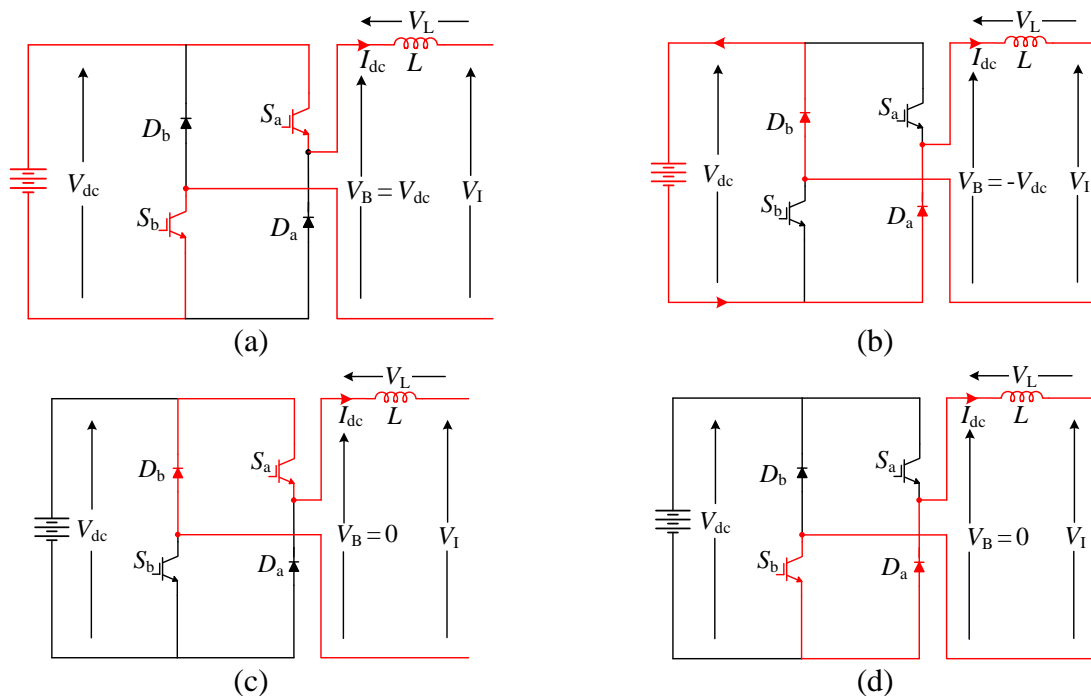 V_L
I_dc
L
S_a
D_b
V_dc
V_B = V_dc
V_I
S_b
D_a
(a)
V_L
I_dc
L
S_a
D_b
V_dc
V_B = -V_dc
V_I
S_b
D_a
(b)
V_L
I_dc
L
S_a
D_b
V_dc
V_B = 0
V_I
S_b
D_a
(c)
V_L
I_dc
L
S_a
D_b
V_dc
V_B = 0
V_I
S_b
D_a
(d)